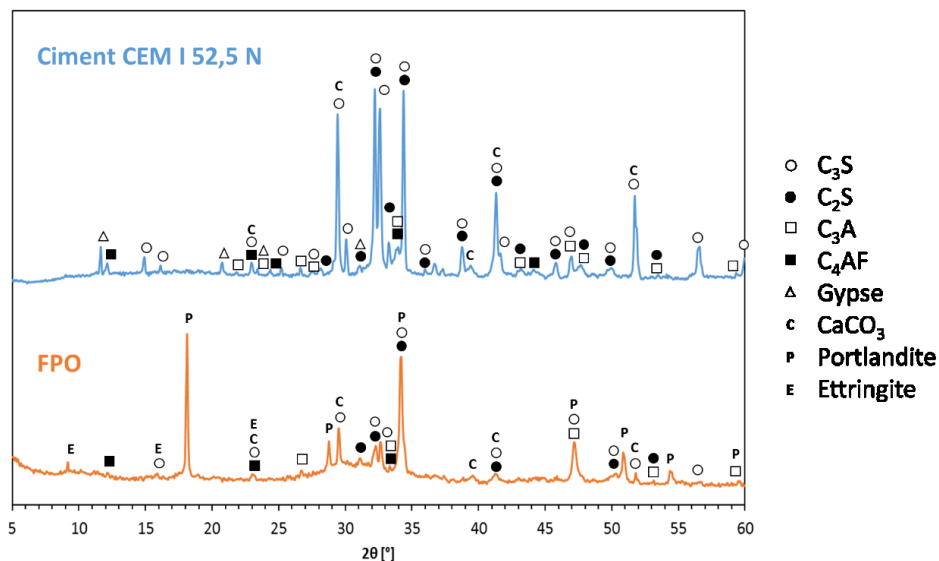 Ciment CEM I 52,5 N
C
C
C
C
C
FPO
P
P
P
P
C
C
E
E
E
C
P
C
C
P
P
5 10 15 20 25 30 35 40 45 50 55 60
2θ [°]
C₃S
C₂S
C₃A
C₄AF
Gypse
C CaCO₃
P Portlandite
E Ettringite